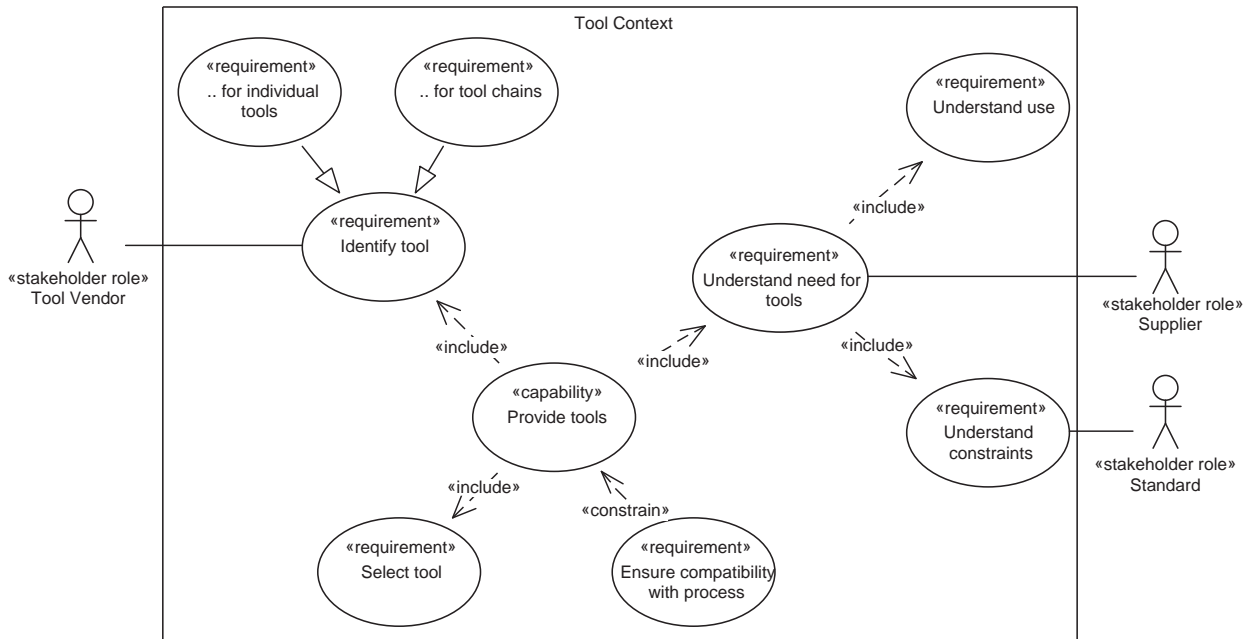 Tool Context
«requirement»
.. for individual
tools
«requirement»
.. for tool chains
«requirement»
Understand use
«include»
«requirement»
Identify tool
«stakeholder role»
Tool Vendor
«requirement»
Understand need for
tools
«stakeholder role»
Supplier
«include»
«include»
«include»
«capability»
Provide tools
«requirement»
Understand
constraints
«stakeholder role»
Standard
«include»
«constrain»
«requirement»
Select tool
«requirement»
Ensure compatibility
with process